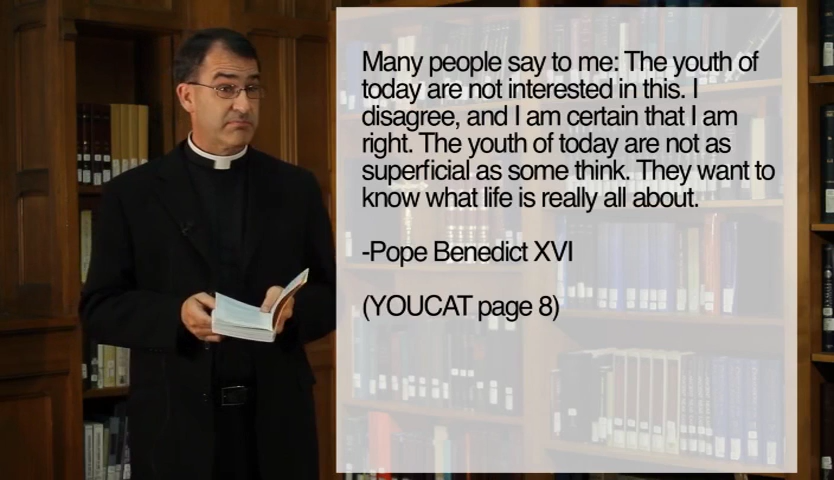 Many people say to me: The youth of
today are not interested in this. I
disagree, and I am certain that I am
right. The youth of today are not as
superficial as some think. They want to
know what life is really all about.
-Pope Benedict XVI
(YOUCAT page 8)